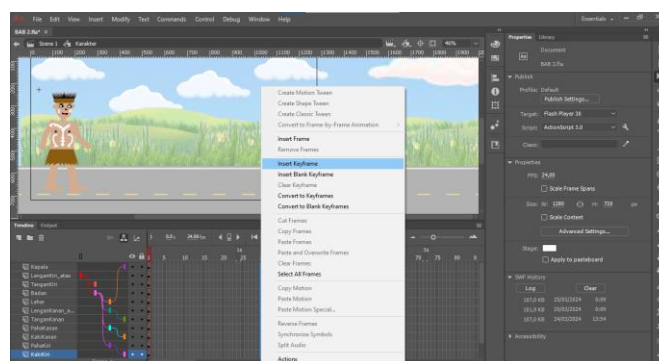 File Edit View Insert Modify Text Commands Control Debug Window Help
Essentials
BAB 2.fla*
Scene 1 Karakter
46%
Create Motion Tween
Create Shape Tween
Create Classic Tween
Convert to Frame-by-Frame Animation
Insert Frame
Remove Frames
Insert Keyframe
Insert Blank Keyframe
Clear Keyframe
Convert to Keyframes
Convert to Blank Keyframes
Cut Frames
Copy Frames
Paste Frames
Paste and Overwrite Frames
Clear Frames
Select All Frames
Copy Motion
Paste Motion
Paste Motion Special...
Reverse Frames
Synchronize Symbols
Split Audio
Actions
Timeline Output
Kepala
LenganKiri_atas
TanganKiri
Badan
Leher
LenganKanan_a...
TanganKanan
PahaKanan
KakiKanan
PahaKiri
KakiKiri
Properties Library
Document
BAB 2.fla
Publish
Profile: Default
Publish Settings...
Target: Flash Player 26
Script: ActionScript 3.0
Class:
Properties
FPS: 24,00
Scale Frame Spans
Size: W: 1280 H: 720 px
Scale Content
Advanced Settings...
Stage:
Apply to pasteboard
SWF History
Log Clear
Accessibility